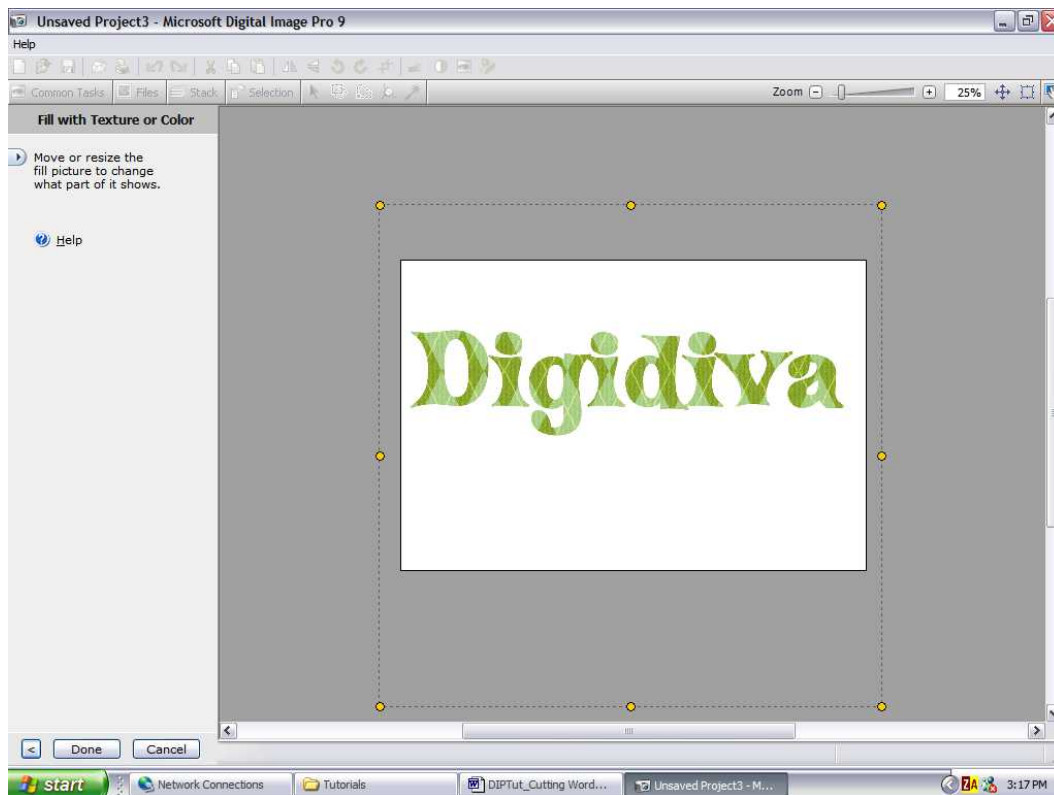 Unsaved Project3 - Microsoft Digital Image Pro 9
Help
Common Tasks Files Stack Selection Zoom 25%
Fill with Texture or Color
Move or resize the
fill picture to change
what part of it shows.
Help
Digidiva
< Done Cancel
start Network Connections Tutorials DIPTut_Cutting Word... Unsaved Project3 - M... ZA 3:17 PM